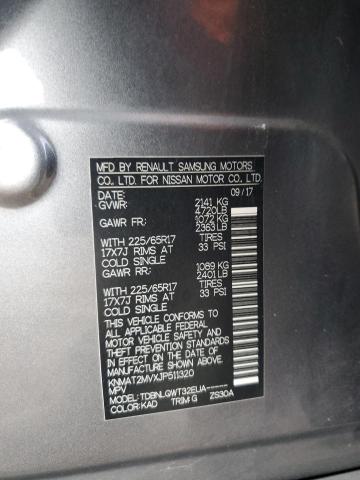 MFD BY RENAULT SAMSUNG MOTORS
CO. LTD. FOR NISSAN MOTOR CO. LTD.
DATE: 09/17
GVWR: 2141 KG
4720LB
GAWR FR: 1072 KG
2363LB
WITH 225/65R17 TIRES
17X7J RIMS AT 33 PSI
COLD SINGLE
GAWR RR: 1089 KG
2401LB
WITH 225/65R17 TIRES
17X7J RIMS AT 33 PSI
COLD SINGLE
THIS VEHICLE CONFORMS TO
ALL APPLICABLE FEDERAL
MOTOR VEHICLE SAFETY,
BUMPER, AND THEFT
PREVENTION STANDARDS IN
EFFECT ON THE DATE OF
MANUFACTURE SHOWN ABOVE.
KNMAT2MVXJP511320
MPV
MODEL: TDBNLGWT32EUA------
COLOR: KAD TRIM: G ZS30A